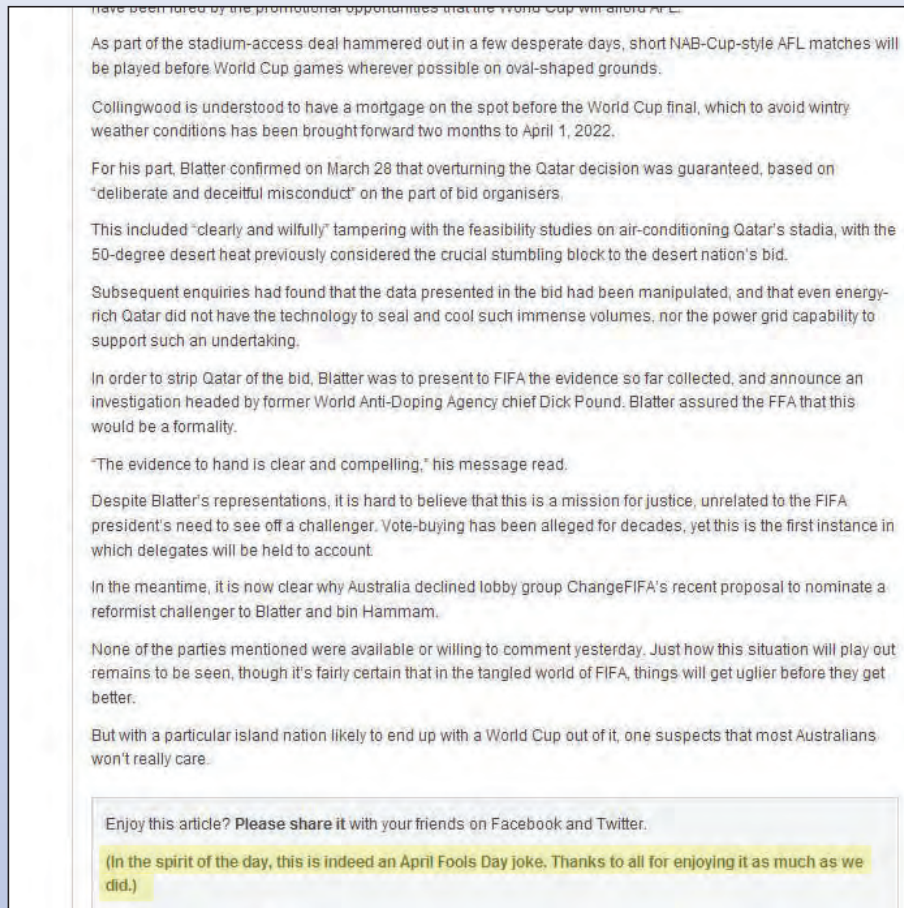 have been lured by the promotional opportunities that the World Cup will afford AFL.
As part of the stadium-access deal hammered out in a few desperate days, short NAB-Cup-style AFL matches will
be played before World Cup games wherever possible on oval-shaped grounds.
Collingwood is understood to have a mortgage on the spot before the World Cup final, which to avoid wintry
weather conditions has been brought forward two months to April 1, 2022.
For his part, Blatter confirmed on March 28 that overturning the Qatar decision was guaranteed, based on
“deliberate and deceitful misconduct” on the part of bid organisers.
This included “clearly and wilfully” tampering with the feasibility studies on air-conditioning Qatar’s stadia, with the
50-degree desert heat previously considered the crucial stumbling block to the desert nation’s bid.
Subsequent enquiries had found that the data presented in the bid had been manipulated, and that even energy-
rich Qatar did not have the technology to seal and cool such immense volumes, nor the power grid capability to
support such an undertaking.
In order to strip Qatar of the bid, Blatter was to present to FIFA the evidence so far collected, and announce an
investigation headed by former World Anti-Doping Agency chief Dick Pound. Blatter assured the FFA that this
would be a formality.
“The evidence to hand is clear and compelling,” his message read.
Despite Blatter’s representations, it is hard to believe that this is a mission for justice, unrelated to the FIFA
president’s need to see off a challenger. Vote-buying has been alleged for decades, yet this is the first instance in
which delegates will be held to account.
In the meantime, it is now clear why Australia declined lobby group ChangeFIFA’s recent proposal to nominate a
reformist challenger to Blatter and bin Hammam.
None of the parties mentioned were available or willing to comment yesterday. Just how this situation will play out
remains to be seen, though it’s fairly certain that in the tangled world of FIFA, things will get uglier before they get
better.
But with a particular island nation likely to end up with a World Cup out of it, one suspects that most Australians
won’t really care.
Enjoy this article? Please share it with your friends on Facebook and Twitter.
(In the spirit of the day, this is indeed an April Fools Day joke. Thanks to all for enjoying it as much as we
did.)